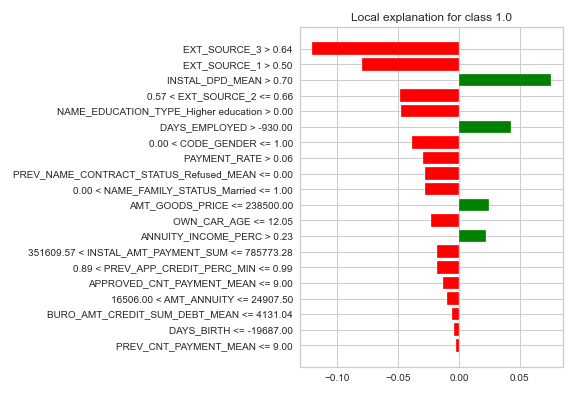 Local explanation for class 1.0
EXT_SOURCE_3 > 0.64
EXT_SOURCE_1 > 0.50
INSTAL_DPD_MEAN > 0.70
0.57 < EXT_SOURCE_2 <= 0.66
NAME_EDUCATION_TYPE_Higher education > 0.00
DAYS_EMPLOYED > -930.00
0.00 < CODE_GENDER <= 1.00
PAYMENT_RATE > 0.06
PREV_NAME_CONTRACT_STATUS_Refused_MEAN <= 0.00
0.00 < NAME_FAMILY_STATUS_Married <= 1.00
AMT_GOODS_PRICE <= 238500.00
OWN_CAR_AGE <= 12.05
ANNUITY_INCOME_PERC > 0.23
351609.57 < INSTAL_AMT_PAYMENT_SUM <= 785773.28
0.89 < PREV_APP_CREDIT_PERC_MIN <= 0.99
APPROVED_CNT_PAYMENT_MEAN <= 9.00
16506.00 < AMT_ANNUITY <= 24907.50
BURO_AMT_CREDIT_SUM_DEBT_MEAN <= 4131.04
DAYS_BIRTH <= -19687.00
PREV_CNT_PAYMENT_MEAN <= 9.00
−0.10 −0.05 0.00 0.05